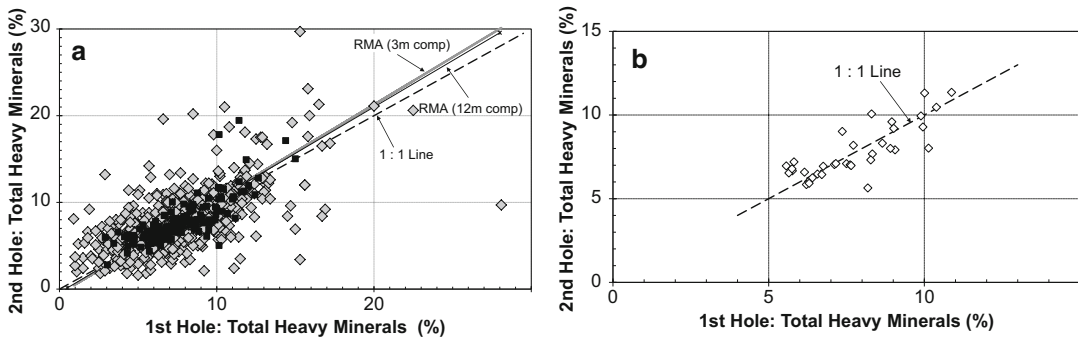 a
2nd Hole: Total Heavy Minerals (%)
30
20
10
0
0
10
20
1st Hole: Total Heavy Minerals (%)
RMA (3m comp)
RMA (12m comp)
1 : 1 Line
b
2nd Hole: Total Heavy Minerals (%)
15
10
5
0
0
5
10
1st Hole: Total Heavy Minerals (%)
1 : 1 Line